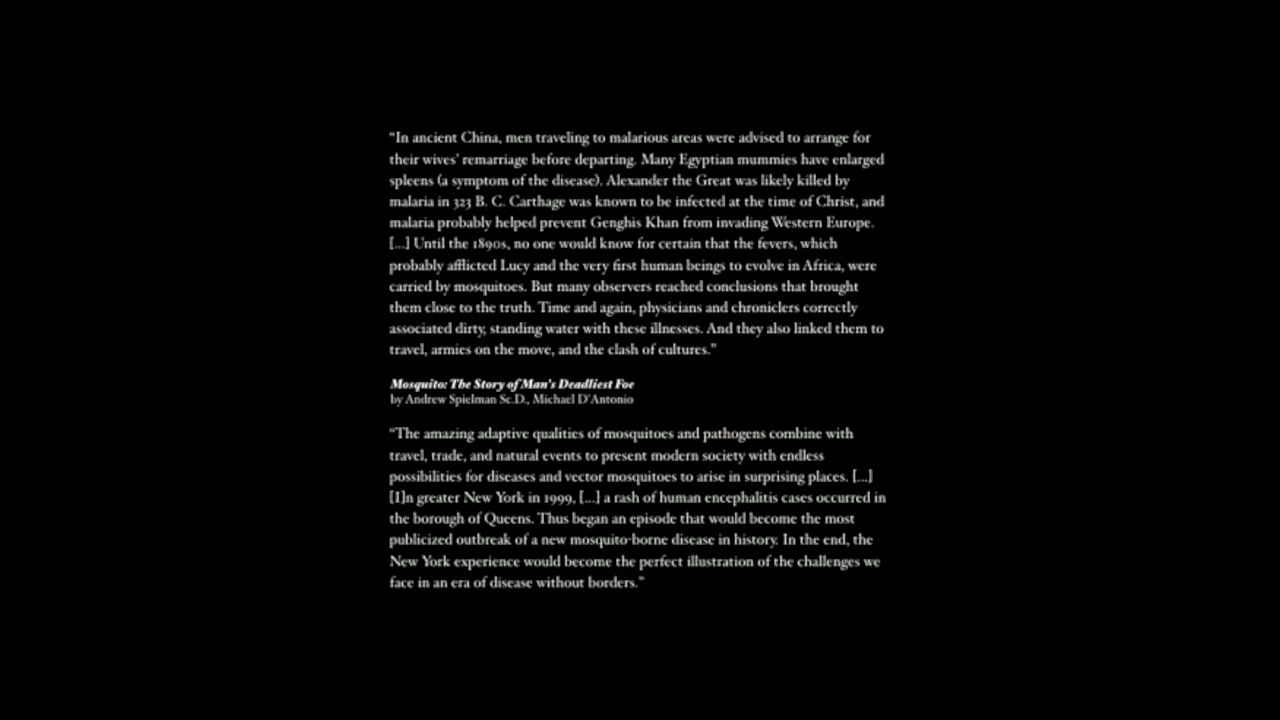 “In ancient China, men traveling to malarious areas were advised to arrange for
their wives’ remarriage before departing. Many Egyptian mummies have enlarged
spleens (a symptom of the disease). Alexander the Great was likely killed by
malaria in 323 B. C. Carthage was known to be infected at the time of Christ, and
malaria probably helped prevent Genghis Khan from invading Western Europe.
[...] Until the 1890s, no one would know for certain that the fevers, which
probably afflicted Lucy and the very first human beings to evolve in Africa, were
carried by mosquitoes. But many observers reached conclusions that brought
them close to the truth. Time and again, physicians and chroniclers correctly
associated dirty, standing water with these illnesses. And they also linked them to
travel, armies on the move, and the clash of cultures.”
Mosquito: The Story of Man's Deadliest Foe
by Andrew Spielman Sc.D., Michael D'Antonio
“The amazing adaptive qualities of mosquitoes and pathogens combine with
travel, trade, and natural events to present modern society with endless
possibilities for diseases and vector mosquitoes to arise in surprising places. [...]
[I]n greater New York in 1999, [...] a rash of human encephalitis cases occurred in
the borough of Queens. Thus began an episode that would become the most
publicized outbreak of a new mosquito-borne disease in history. In the end, the
New York experience would become the perfect illustration of the challenges we
face in an era of disease without borders.”